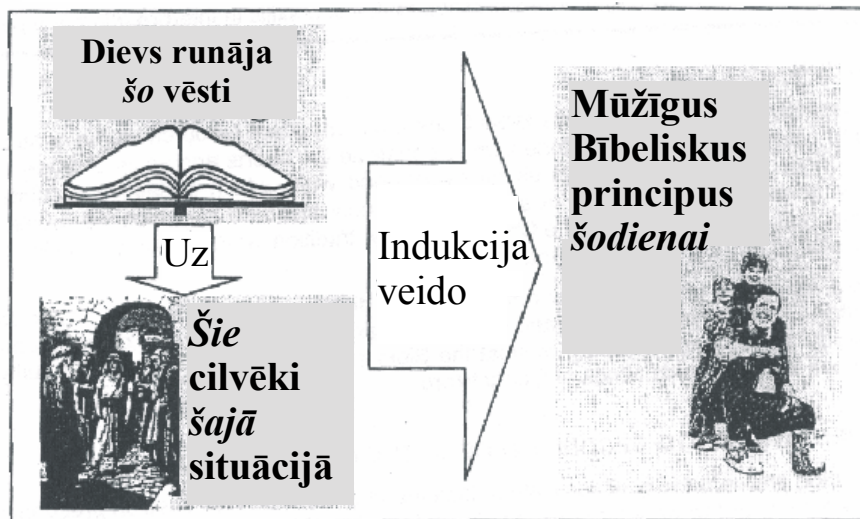 Dievs runāja
šo vēsti
Uz
Šie
cilvēki
šajā
situācijā
Indukcija
veido
Mūžīgus
Bībeliskus
principus
šodienai